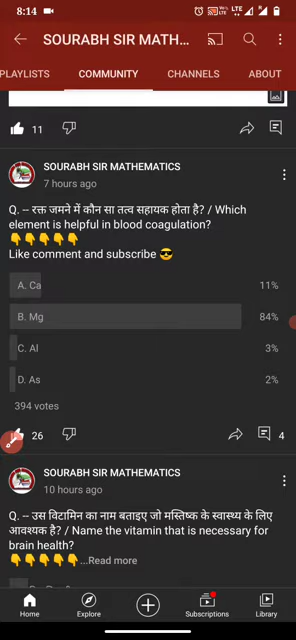 8:14
LTE
SOURABH SIR MATH...
PLAYLISTS COMMUNITY CHANNELS ABOUT
11
SOURABH SIR MATHEMATICS
7 hours ago
Q. -- रक्त जमने में कौन सा तत्व सहायक होता है? / Which
element is helpful in blood coagulation?
👇👇👇👇👇
Like comment and subscribe 😎
A. Ca 11%
B. Mg 84%
C. Al 3%
D. As 2%
394 votes
26 4
SOURABH SIR MATHEMATICS
10 hours ago
Q. -- उस विटामिन का नाम बताइए जो मस्तिष्क के स्वास्थ्य के लिए
आवश्यक है? / Name the vitamin that is necessary for
brain health?
👇👇👇👇👇...Read more
Home Explore Subscriptions Library